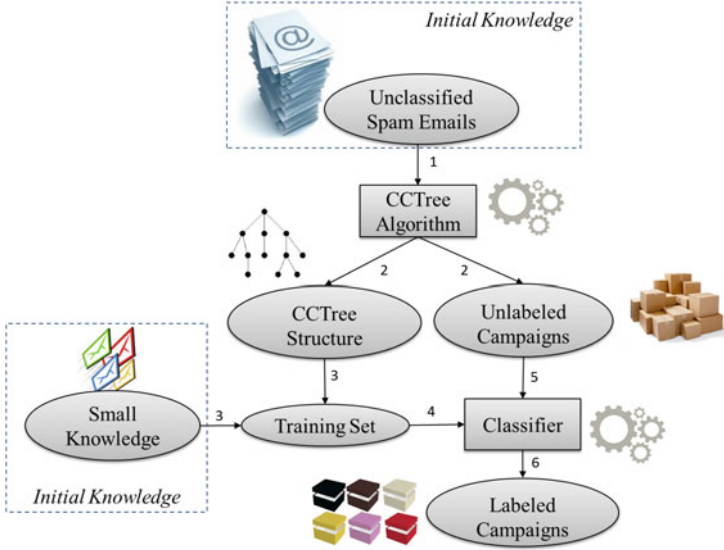 Initial Knowledge
@
Unclassified
Spam Emails
1
CCTree
Algorithm
2
2
CCTree
Structure
Unlabeled
Campaigns
3
5
Small
Knowledge
3
Training Set
4
Classifier
Initial Knowledge
6
Labeled
Campaigns